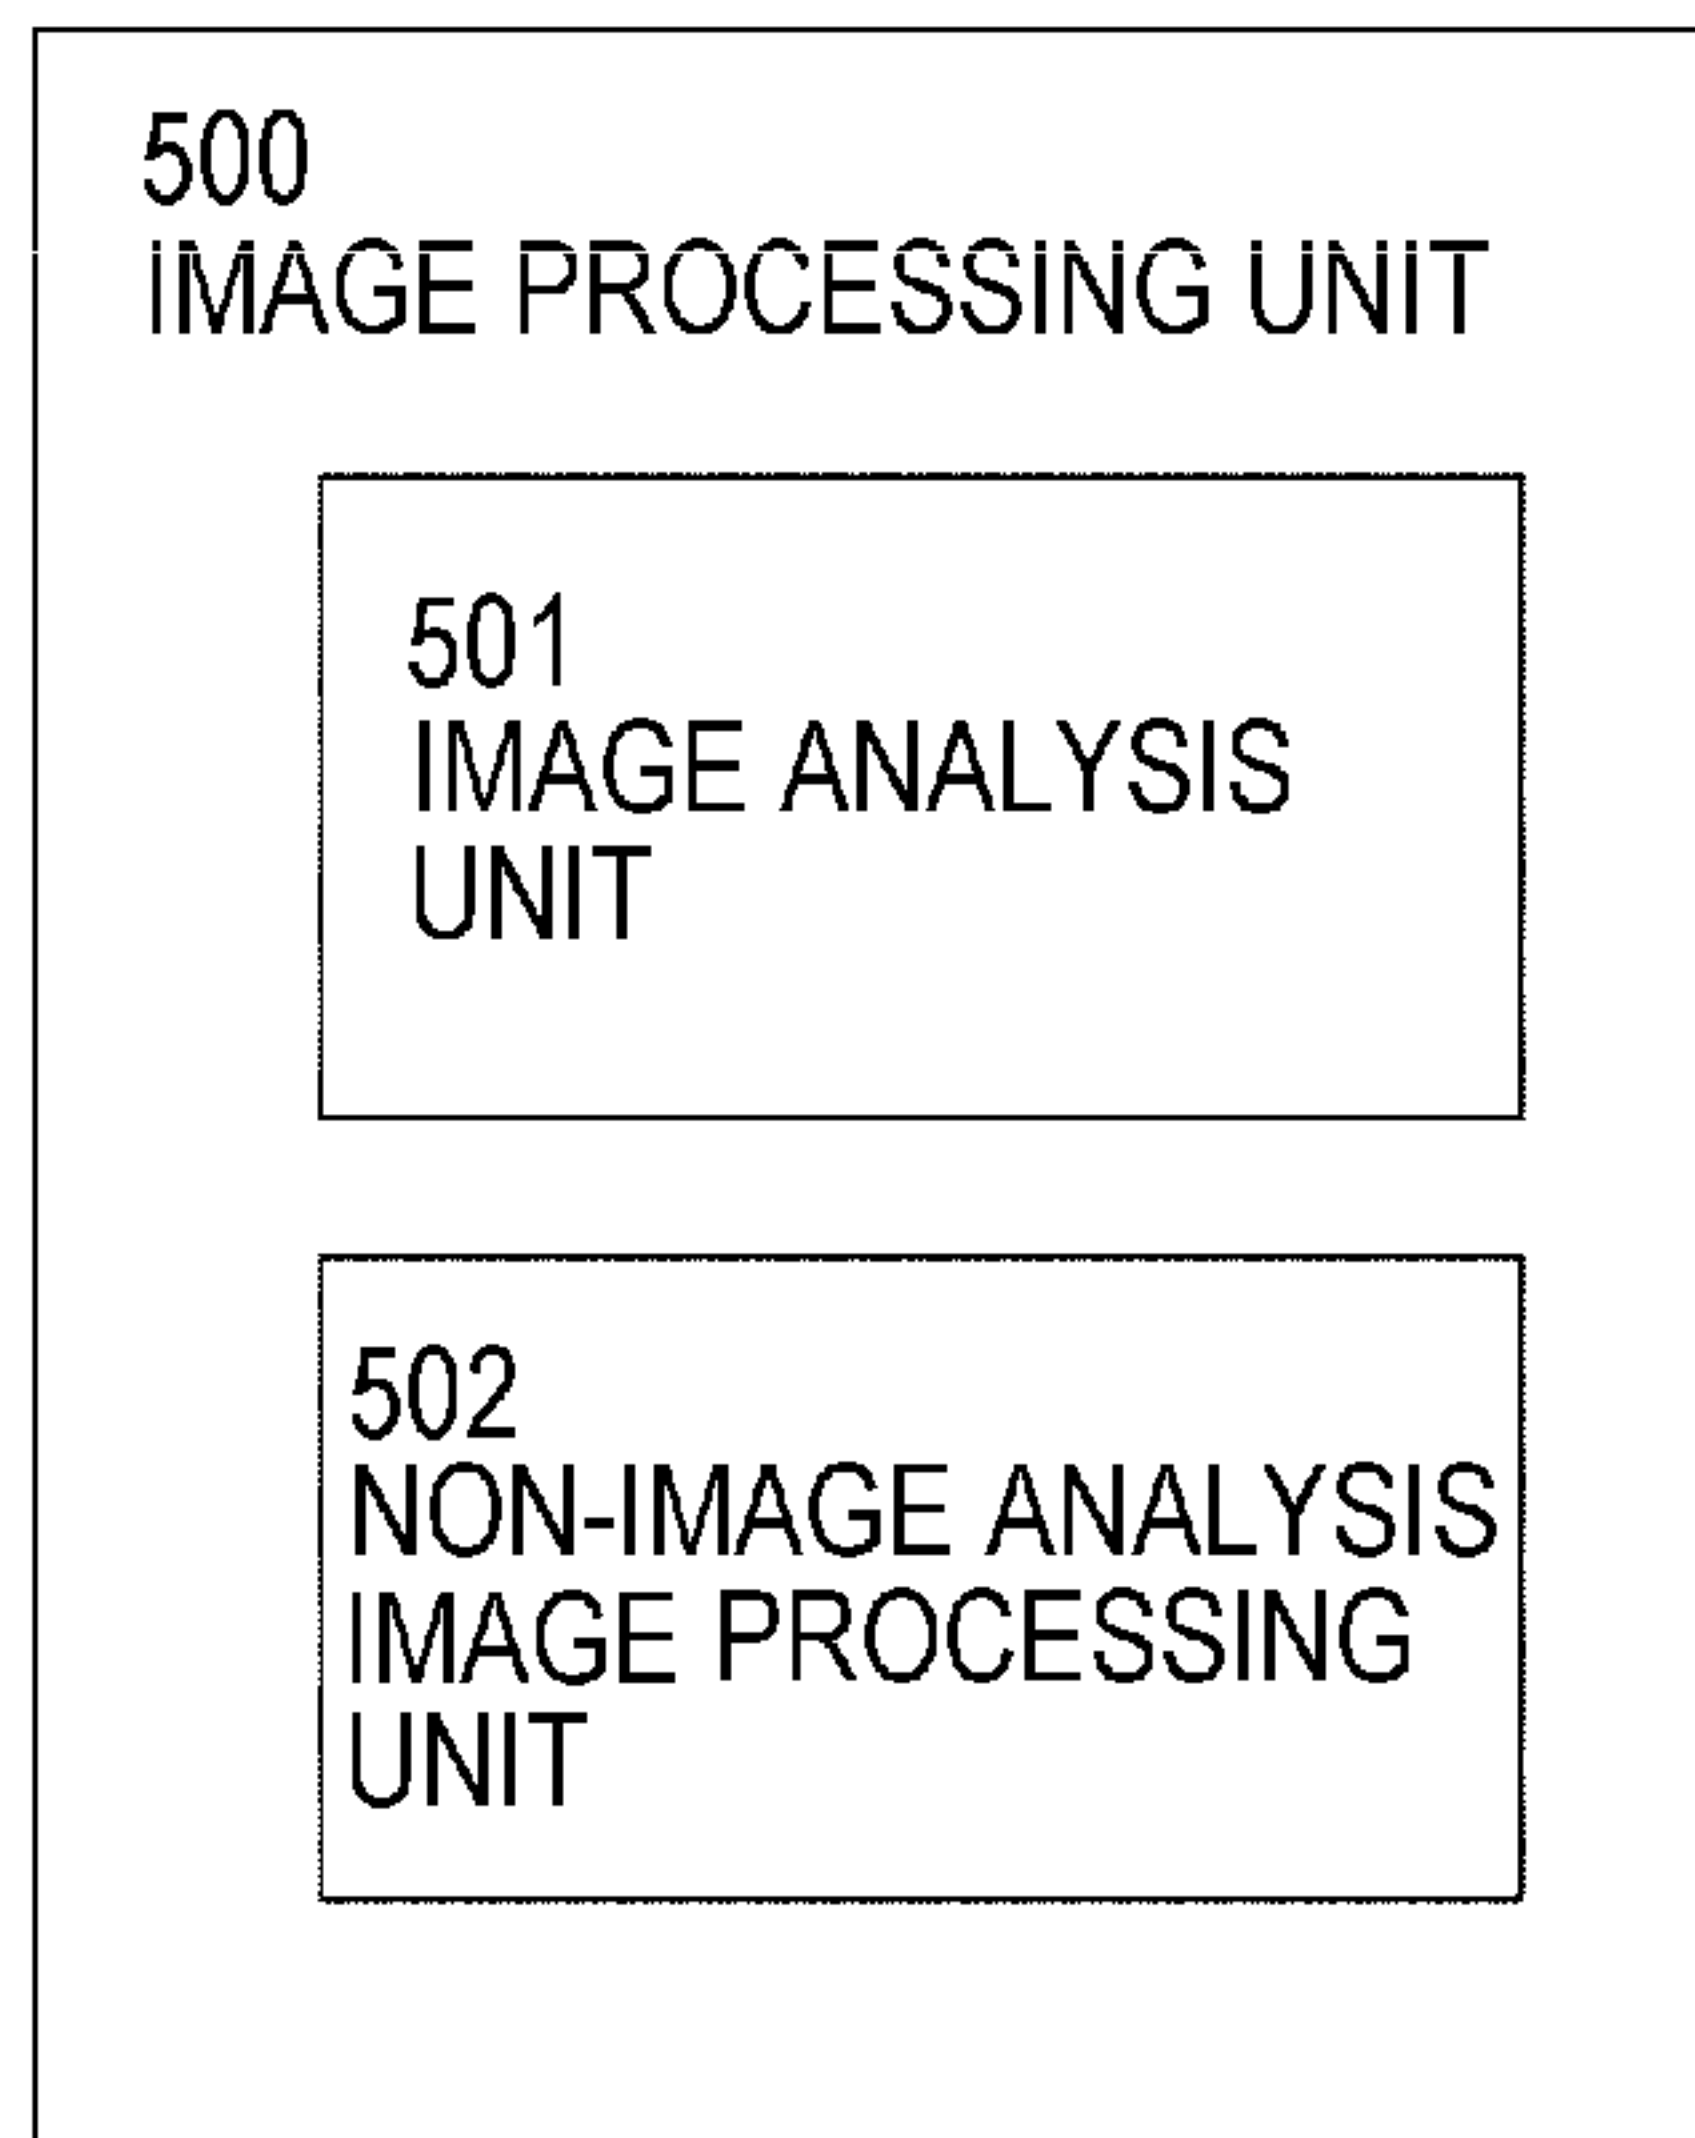 500
IMAGE PROCESSING UNIT
501
IMAGE ANALYSIS
UNIT
502
NON-IMAGE ANALYSIS
IMAGE PROCESSING
UNIT